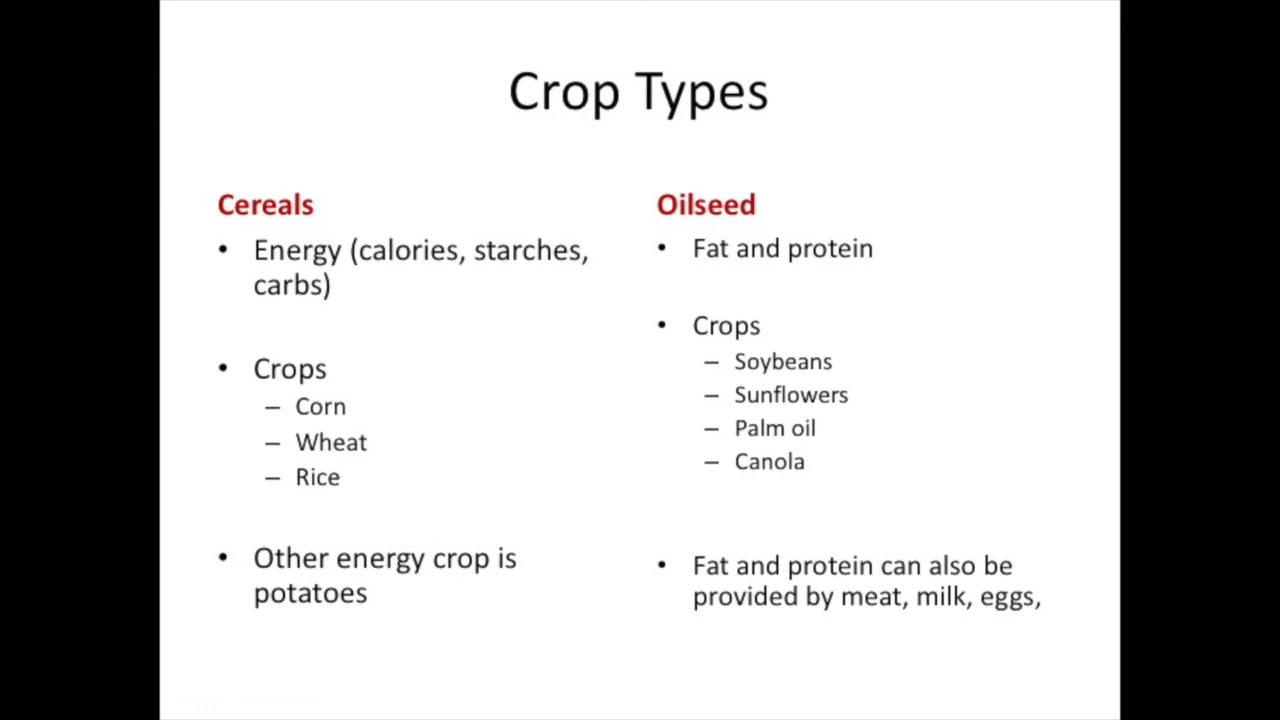 Crop Types
Cereals
• Energy (calories, starches,
carbs)
• Crops
– Corn
– Wheat
– Rice
• Other energy crop is
potatoes
Oilseed
• Fat and protein
• Crops
– Soybeans
– Sunflowers
– Palm oil
– Canola
• Fat and protein can also be
provided by meat, milk, eggs,